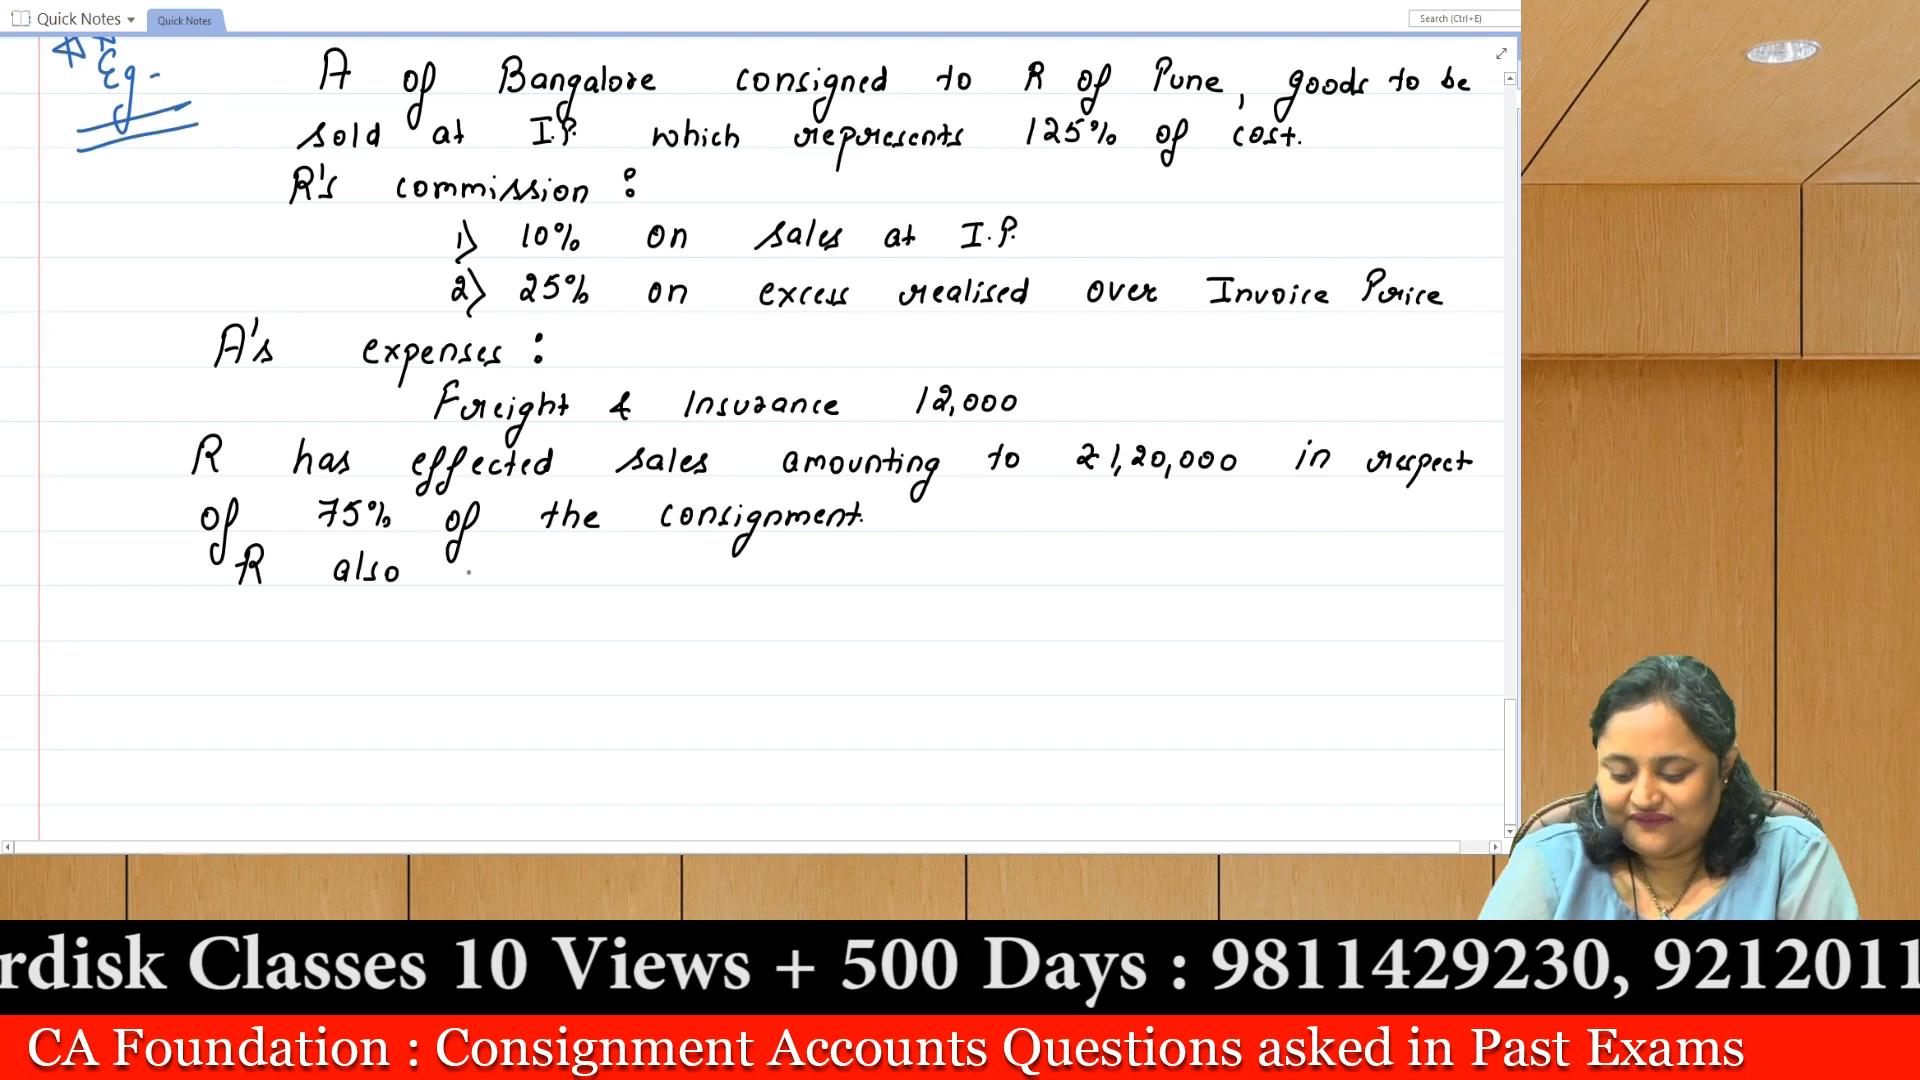 Quick Notes
Quick Notes
Search (Ctrl+E)
Eg -
A of Bangalore consigned to R of Pune, goods to be
sold at I.P. which represents 125% of cost.
R's commission :
1) 10% on sales at I.P.
2) 25% on excess realised over Invoice Price
A's expenses :
Freight & Insurance 12,000
R has effected sales amounting to 21,20,000 in respect
of 75% of the consignment.
R also
rdisk Classes 10 Views + 500 Days : 9811429230, 9212011
CA Foundation : Consignment Accounts Questions asked in Past Exams